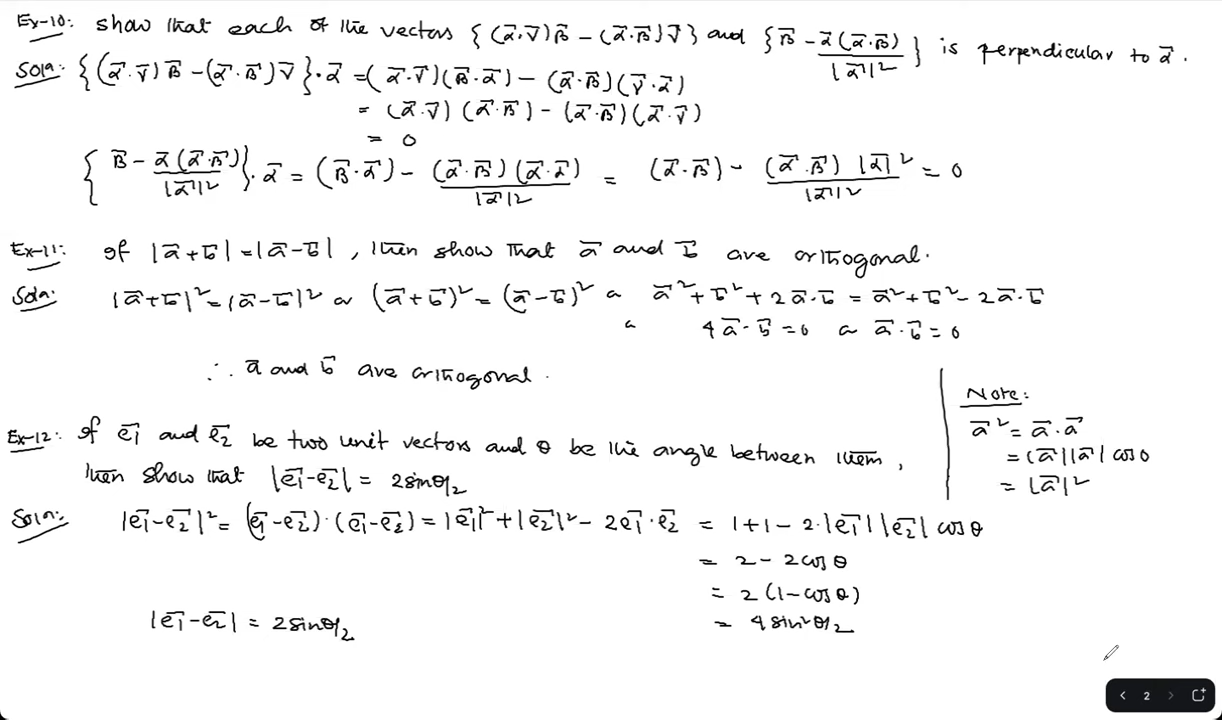 Ex-10: show that each of the vectors {(α⃗·γ⃗)β⃗ - (α⃗·β⃗)γ⃗} and {β⃗ - α⃗(α⃗·β⃗)/|α⃗|²} is perpendicular to α⃗.
Soln: {(α⃗·γ⃗)β⃗ - (α⃗·β⃗)γ⃗}·α⃗ = (α⃗·γ⃗)(β⃗·α⃗) - (α⃗·β⃗)(γ⃗·α⃗)
= (α⃗·γ⃗)(α⃗·β⃗) - (α⃗·β⃗)(α⃗·γ⃗)
= 0
{β⃗ - α⃗(α⃗·β⃗)/|α⃗|²}·α⃗ = (β⃗·α⃗) - (α⃗·β⃗)(α⃗·α⃗)/|α⃗|² = (α⃗·β⃗) - (α⃗·β⃗)|α⃗|²/|α⃗|² = 0
Ex-11: If |a⃗+b⃗| = |a⃗-b⃗|, then show that a⃗ and b⃗ are orthogonal.
Soln: |a⃗+b⃗|² = |a⃗-b⃗|² or (a⃗+b⃗)² = (a⃗-b⃗)² or a⃗²+b⃗²+2a⃗·b⃗ = a⃗²+b⃗²-2a⃗·b⃗
or 4a⃗·b⃗ = 0 or a⃗·b⃗ = 0
∴ a⃗ and b⃗ are orthogonal.
Note:
a⃗² = a⃗·a⃗
= |a⃗||a⃗| cos 0
= |a⃗|²
Ex-12: If e⃗1 and e⃗2 be two unit vectors and θ be the angle between them,
then show that |e⃗1-e⃗2| = 2sinθ/2
Soln: |e⃗1-e⃗2|² = (e⃗1-e⃗2)·(e⃗1-e⃗2) = |e⃗1|²+|e⃗2|²-2e⃗1·e⃗2 = 1+1-2·|e⃗1||e⃗2| cosθ
= 2-2cosθ
= 2(1-cosθ)
= 4sin²θ/2
|e⃗1-e⃗2| = 2sinθ/2
2